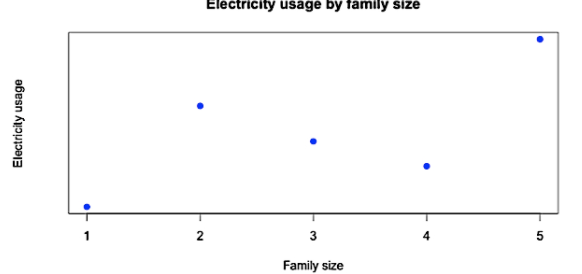 Electricity usage by family size
Electricity usage
1 2 3 4 5
Family size